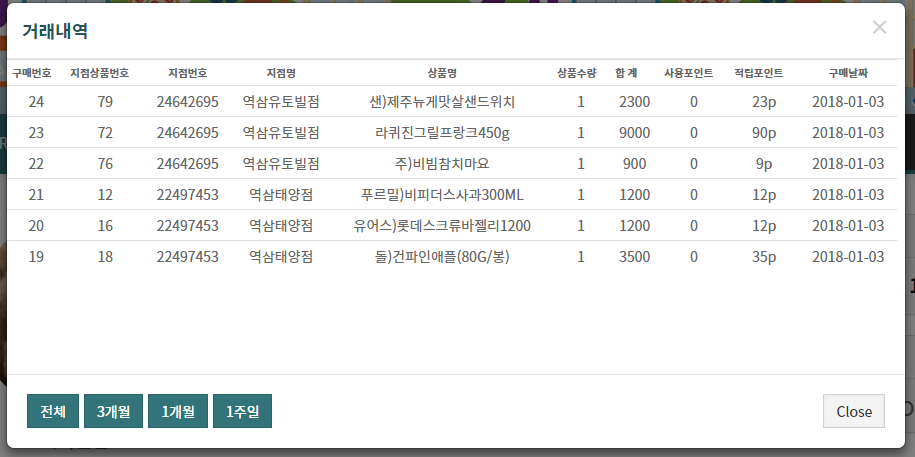 거래내역
×
구매번호 지점상품번호 지점번호 지점명 상품명 상품수량 합 계 사용포인트 적립포인트 구매날짜
24 79 24642695 역삼유토빌점 샌)제주뉴게맛살샌드위치 1 2300 0 23p 2018-01-03
23 72 24642695 역삼유토빌점 라퀴진그릴프랑크450g 1 9000 0 90p 2018-01-03
22 76 24642695 역삼유토빌점 주)비빔참치마요 1 900 0 9p 2018-01-03
21 12 22497453 역삼태양점 푸르밀)비피더스사과300ML 1 1200 0 12p 2018-01-03
20 16 22497453 역삼태양점 유어스)롯데스크류바젤리1200 1 1200 0 12p 2018-01-03
19 18 22497453 역삼태양점 돌)건파인애플(80G/봉) 1 3500 0 35p 2018-01-03
전체 3개월 1개월 1주일 Close